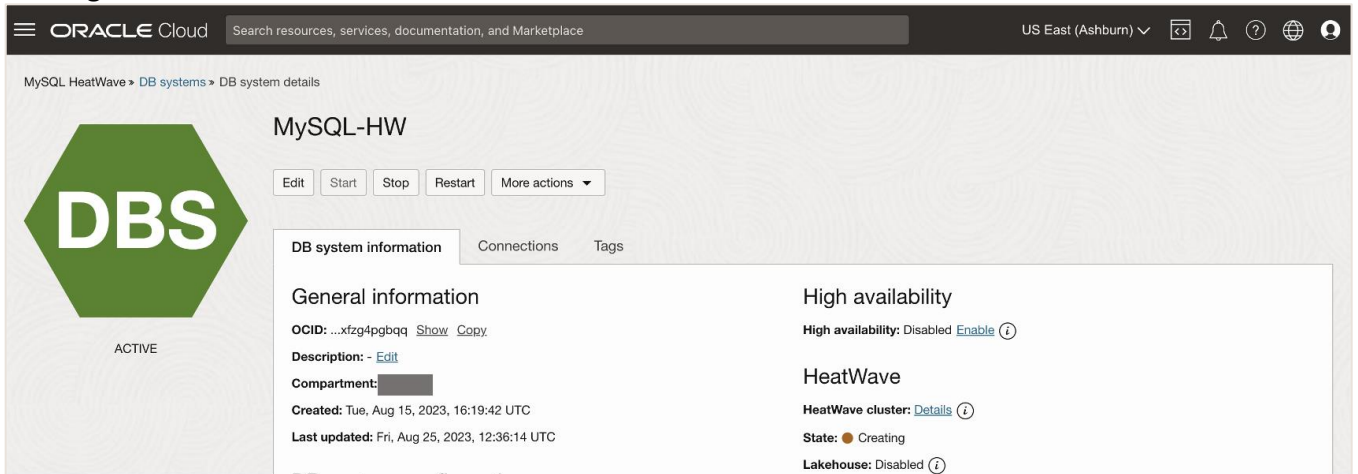 ORACLE Cloud
Search resources, services, documentation, and Marketplace
US East (Ashburn)
MySQL HeatWave » DB systems » DB system details
DBS
ACTIVE
MySQL-HW
Edit Start Stop Restart More actions
DB system information Connections Tags
General information
OCID: ...xfzg4pgbqq Show Copy
Description: - Edit
Compartment:
Created: Tue, Aug 15, 2023, 16:19:42 UTC
Last updated: Fri, Aug 25, 2023, 12:36:14 UTC
High availability
High availability: Disabled Enable
HeatWave
HeatWave cluster: Details
State: Creating
Lakehouse: Disabled